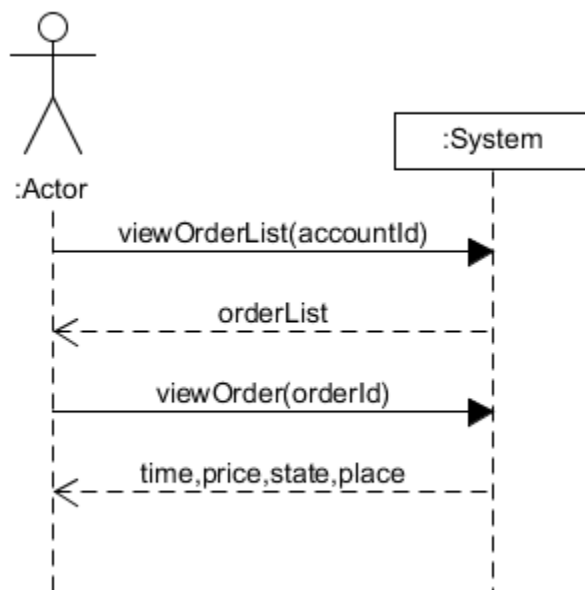 :System
:Actor
viewOrderList(accountId)
orderList
viewOrder(orderId)
time,price,state,place